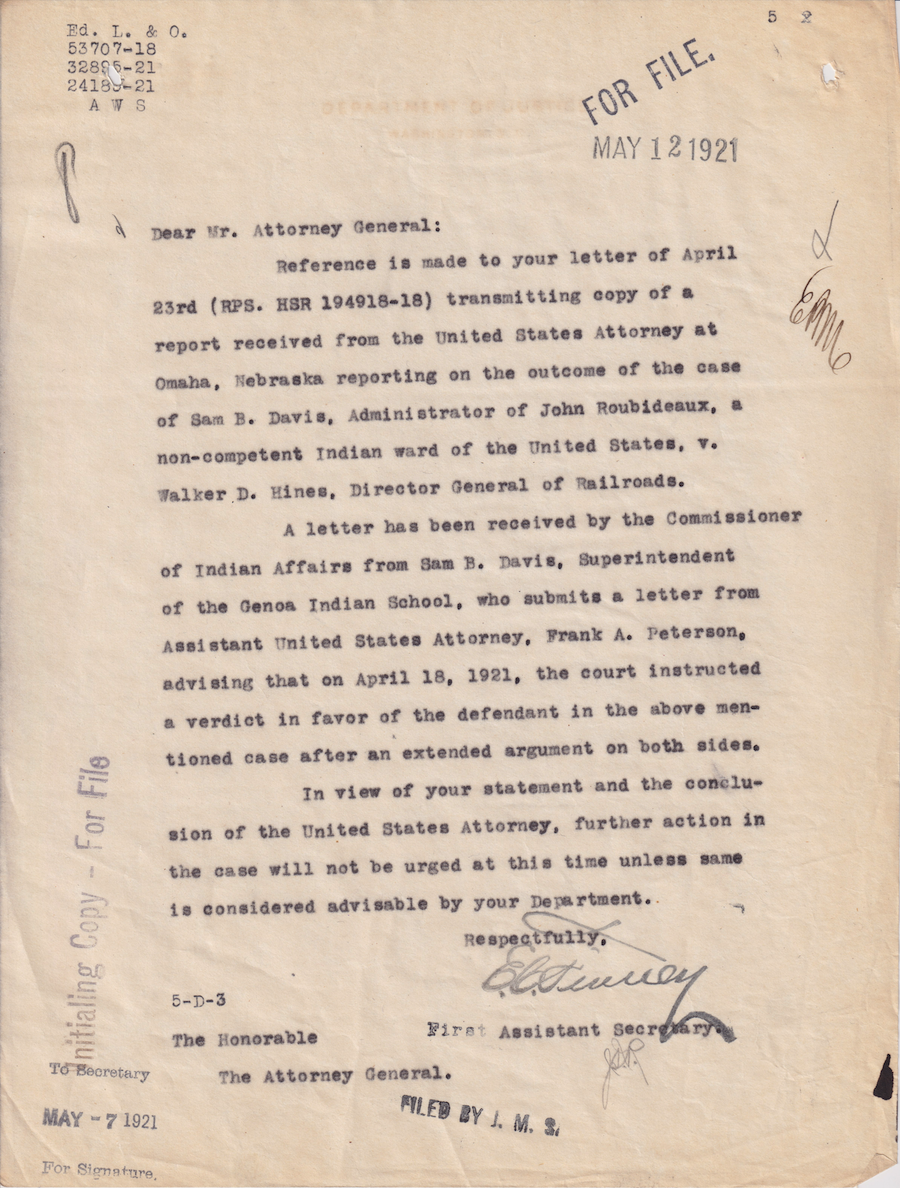 5 2
Ed. L. & O.
53707-18
32895-21
24189-21
A W S
FOR FILE.
MAY 12 1921
Dear Mr. Attorney General:
Reference is made to your letter of April
23rd (RPS. HSR 194918-18) transmitting copy of a
report received from the United States Attorney at
Omaha, Nebraska reporting on the outcome of the case
of Sam B. Davis, Administrator of John Roubideaux, a
non-competent Indian ward of the United States, v.
Walker D. Hines, Director General of Railroads.
A letter has been received by the Commissioner
of Indian Affairs from Sam B. Davis, Superintendent
of the Genoa Indian School, who submits a letter from
Assistant United States Attorney, Frank A. Peterson,
advising that on April 18, 1921, the court instructed
a verdict in favor of the defendant in the above men-
tioned case after an extended argument on both sides.
In view of your statement and the conclu-
sion of the United States Attorney, further action in
the case will not be urged at this time unless same
is considered advisable by your Department.
Respectfully,
E.C. Finney
5-D-3
First Assistant Secretary.
The Honorable
The Attorney General.
Initialing Copy - For File
To Secretary
MAY - 7 1921
For Signature.
FILED BY J. M. S.